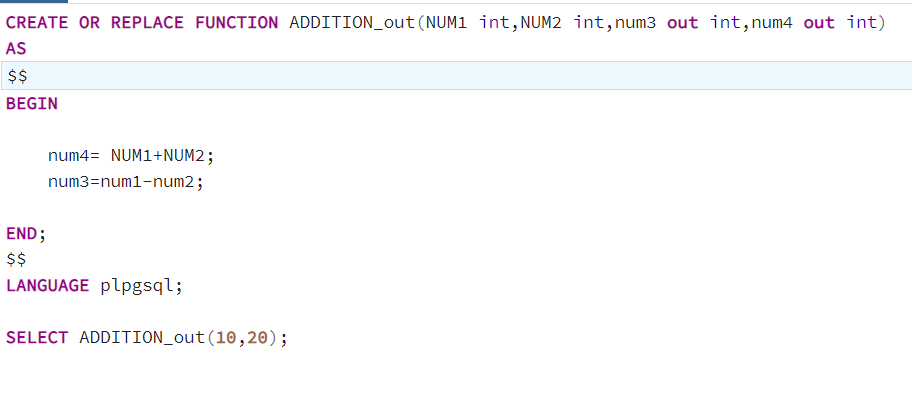 CREATE OR REPLACE FUNCTION ADDITION_out(NUM1 int,NUM2 int,num3 out int,num4 out int)
AS
$$
BEGIN
num4= NUM1+NUM2;
num3=num1-num2;
END;
$$
LANGUAGE plpgsql;
SELECT ADDITION_out(10,20);